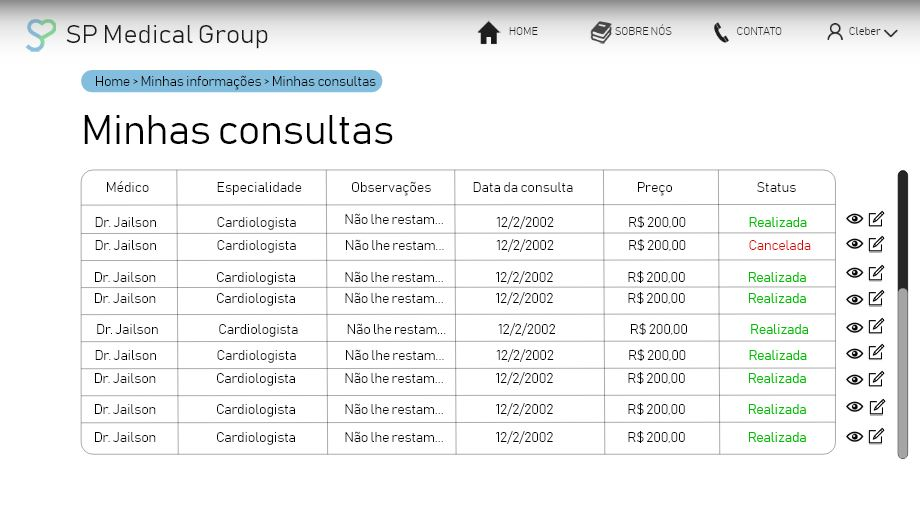 SP Medical Group
HOME
SOBRE NÓS
CONTATO
Cleber
Home > Minhas informações > Minhas consultas
Minhas consultas
Médico Especialidade Observações Data da consulta Preço Status
Dr. Jailson Cardiologista Não lhe restam... 12/2/2002 R$ 200,00 Realizada
Dr. Jailson Cardiologista Não lhe restam... 12/2/2002 R$ 200,00 Cancelada
Dr. Jailson Cardiologista Não lhe restam... 12/2/2002 R$ 200,00 Realizada
Dr. Jailson Cardiologista Não lhe restam... 12/2/2002 R$ 200,00 Realizada
Dr. Jailson Cardiologista Não lhe restam... 12/2/2002 R$ 200,00 Realizada
Dr. Jailson Cardiologista Não lhe restam... 12/2/2002 R$ 200,00 Realizada
Dr. Jailson Cardiologista Não lhe restam... 12/2/2002 R$ 200,00 Realizada
Dr. Jailson Cardiologista Não lhe restam... 12/2/2002 R$ 200,00 Realizada
Dr. Jailson Cardiologista Não lhe restam... 12/2/2002 R$ 200,00 Realizada